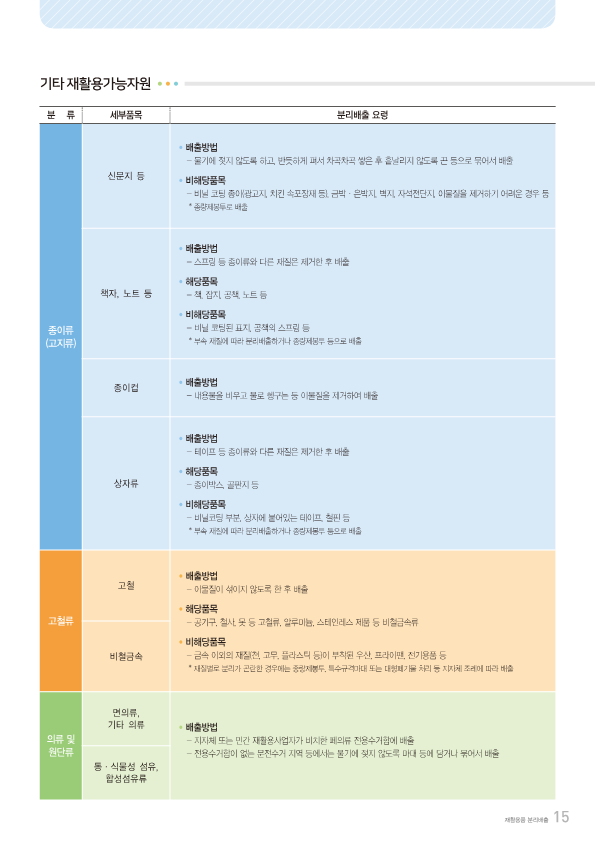 기타 재활용가능자원
분 류 세부품목 분리배출 요령
종이류
(고지류)
신문지 등
• 배출방법
– 물기에 젖지 않도록 하고, 반듯하게 펴서 차곡차곡 쌓은 후 흩날리지 않도록 끈 등으로 묶어서 배출
• 비해당품목
– 비닐 코팅 종이(광고지, 치킨 속포장재 등), 금박 · 은박지, 벽지, 자석전단지, 이물질을 제거하기 어려운 경우 등
* 종량제봉투로 배출
책자, 노트 등
• 배출방법
– 스프링 등 종이류와 다른 재질은 제거한 후 배출
• 해당품목
– 책, 잡지, 공책, 노트 등
• 비해당품목
– 비닐 코팅된 표지, 공책의 스프링 등
* 부속 재질에 따라 분리배출하거나 종량제봉투 등으로 배출
종이컵
• 배출방법
– 내용물을 비우고 물로 헹구는 등 이물질을 제거하여 배출
상자류
• 배출방법
– 테이프 등 종이류와 다른 재질은 제거한 후 배출
• 해당품목
– 종이박스, 골판지 등
• 비해당품목
– 비닐코팅 부분, 상자에 붙어있는 테이프, 철핀 등
* 부속 재질에 따라 분리배출하거나 종량제봉투 등으로 배출
고철류
고철
비철금속
• 배출방법
– 이물질이 섞이지 않도록 한 후 배출
• 해당품목
– 공기구, 철사, 못 등 고철류, 알루미늄, 스테인레스 제품 등 비철금속류
• 비해당품목
– 금속 이외의 재질(천, 고무, 플라스틱 등)이 부착된 우산, 프라이팬, 전기용품 등
* 재질별로 분리가 곤란한 경우에는 종량제봉투, 특수규격마대 또는 대형폐기물 처리 등 지자체 조례에 따라 배출
의류 및
원단류
면의류,
기타 의류
통 · 식물성 섬유,
합성섬유류
• 배출방법
– 지자체 또는 민간 재활용사업자가 비치한 폐의류 전용수거함에 배출
– 전용수거함이 없는 문전수거 지역 등에서는 물기에 젖지 않도록 마대 등에 담거나 묶어서 배출
재활용품 분리배출 15